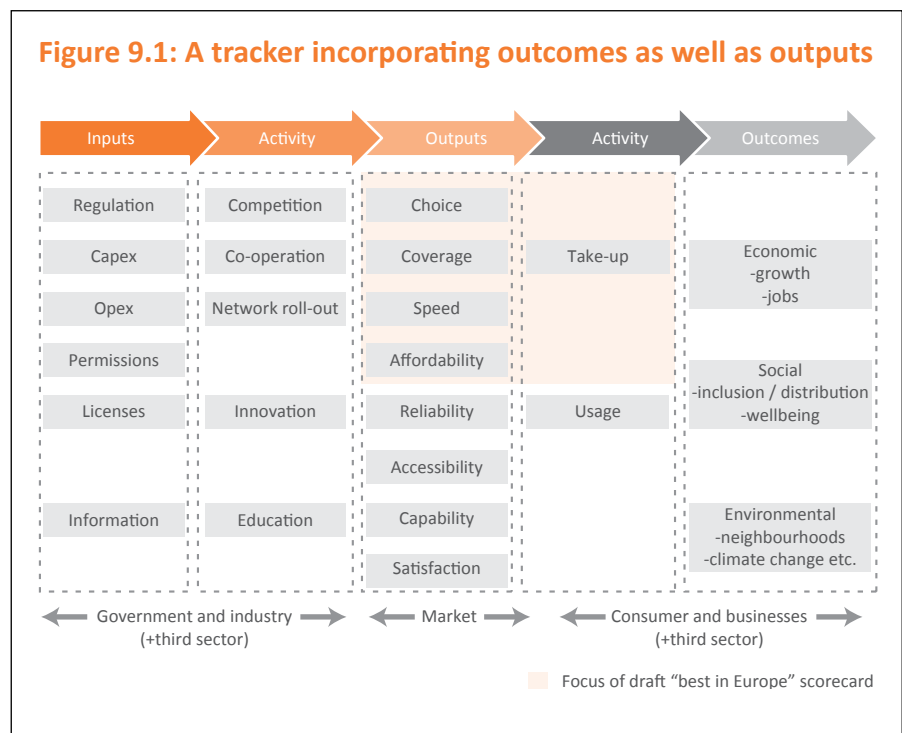 Figure 9.1: A tracker incorporating outcomes as well as outputs
Inputs
Activity
Outputs
Activity
Outcomes
Regulation
Capex
Opex
Permissions
Licenses
Information
Competition
Co-operation
Network roll-out
Innovation
Education
Choice
Coverage
Speed
Affordability
Reliability
Accessibility
Capability
Satisfaction
Take-up
Usage
Economic
-growth
-jobs
Social
-inclusion / distribution
-wellbeing
Environmental
-neighbourhoods
-climate change etc.
Government and industry
(+third sector)
Market
Consumer and businesses
(+third sector)
Focus of draft “best in Europe” scorecard